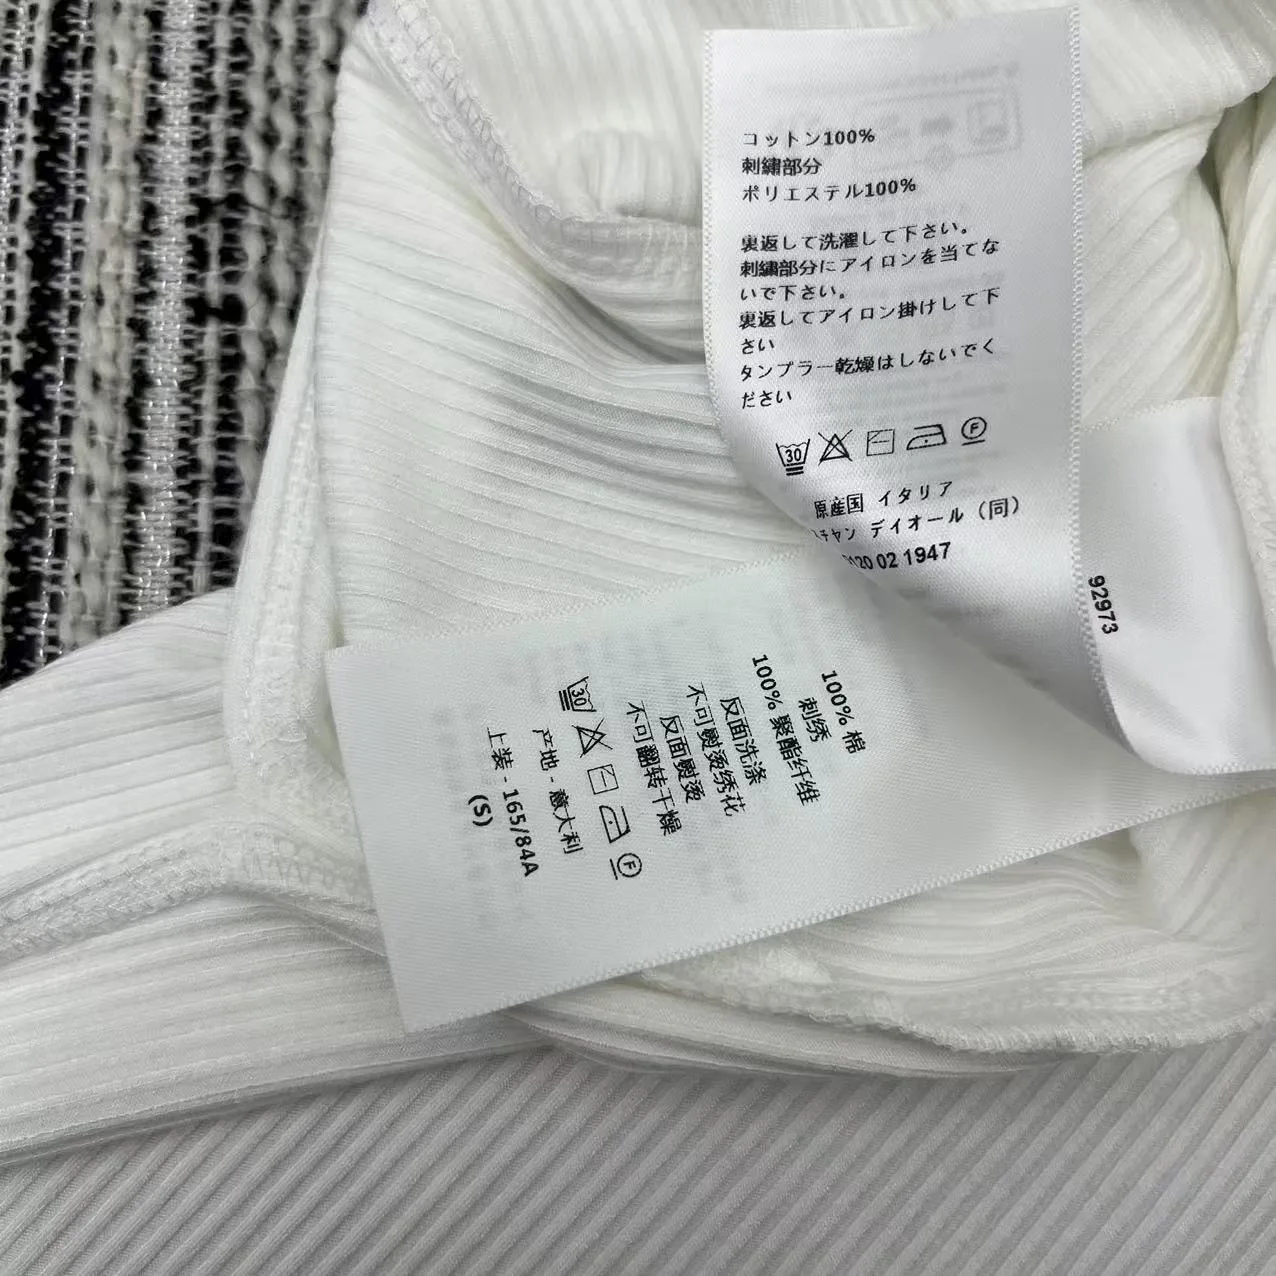 コットン100%
刺繍部分
ポリエステル100%
裏返して洗濯して下さい。
刺繍部分にアイロンを当てな
いで下さい。
裏返してアイロン掛けして下
さい
タンブラー乾燥はしないでく
ださい
30
F
原産国 イタリア
チャン デイオール（同）
120 02 1947
92973
100% 棉
刺绣
100% 聚酯纤维
反面洗涤
不可熨烫绣花
反面熨烫
不可翻转干燥
30
F
产地 - 意大利
上装 - 165/84A
(S)